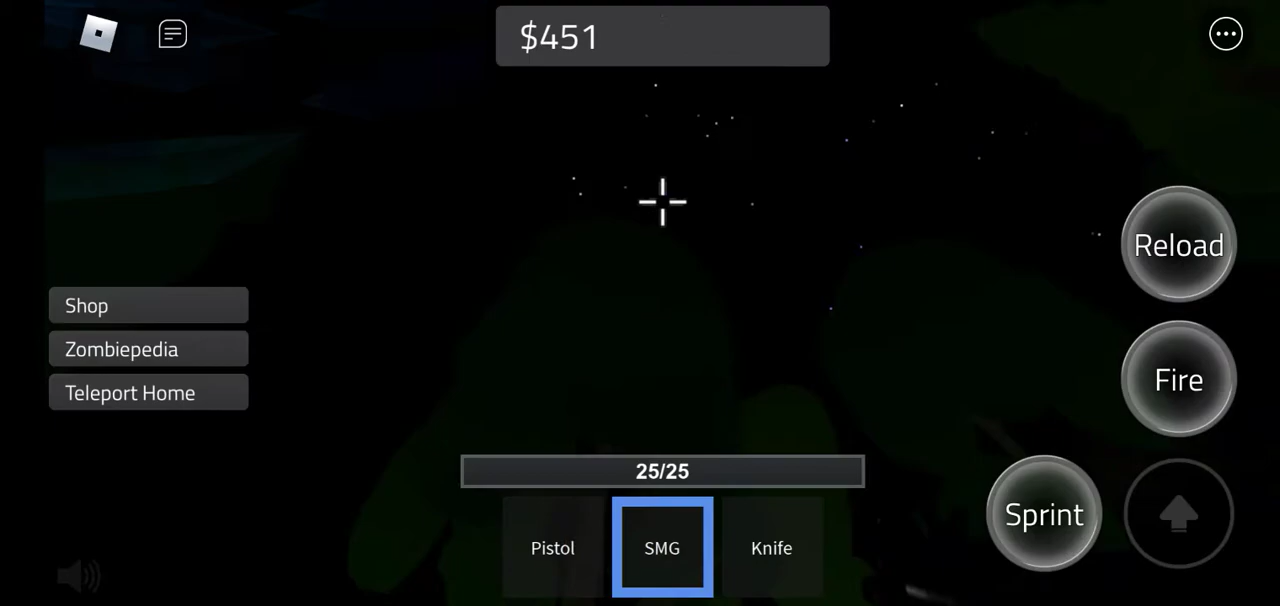 $451
Shop
Zombiepedia
Teleport Home
Reload
Fire
Sprint
25/25
Pistol
SMG
Knife